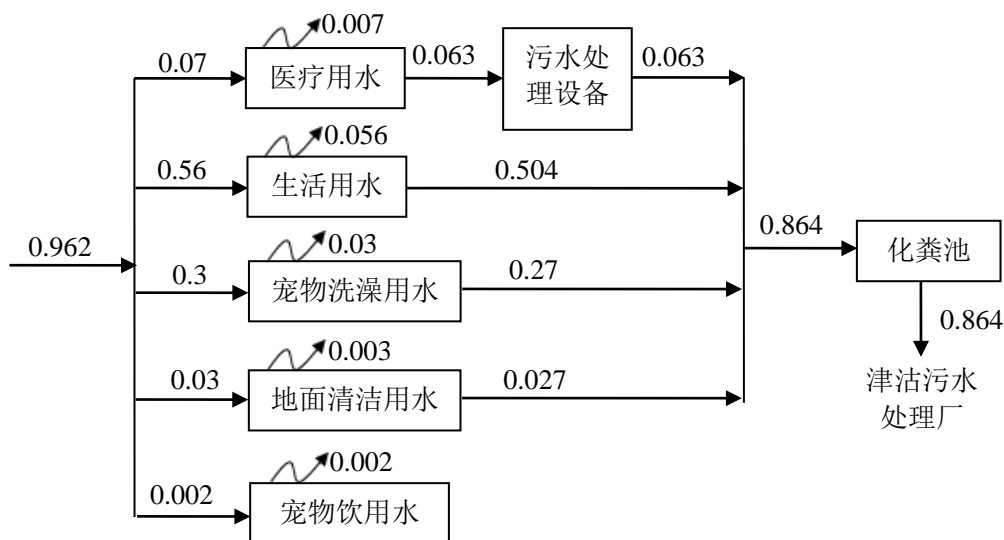 0.007
0.07
医疗用水
0.063
污水处
理设备
0.063
0.056
0.56
生活用水
0.504
0.962
0.03
0.3
宠物洗澡用水
0.27
0.864
化粪池
0.864
津沽污水
处理厂
0.003
0.03
地面清洁用水
0.027
0.002
0.002
宠物饮用水